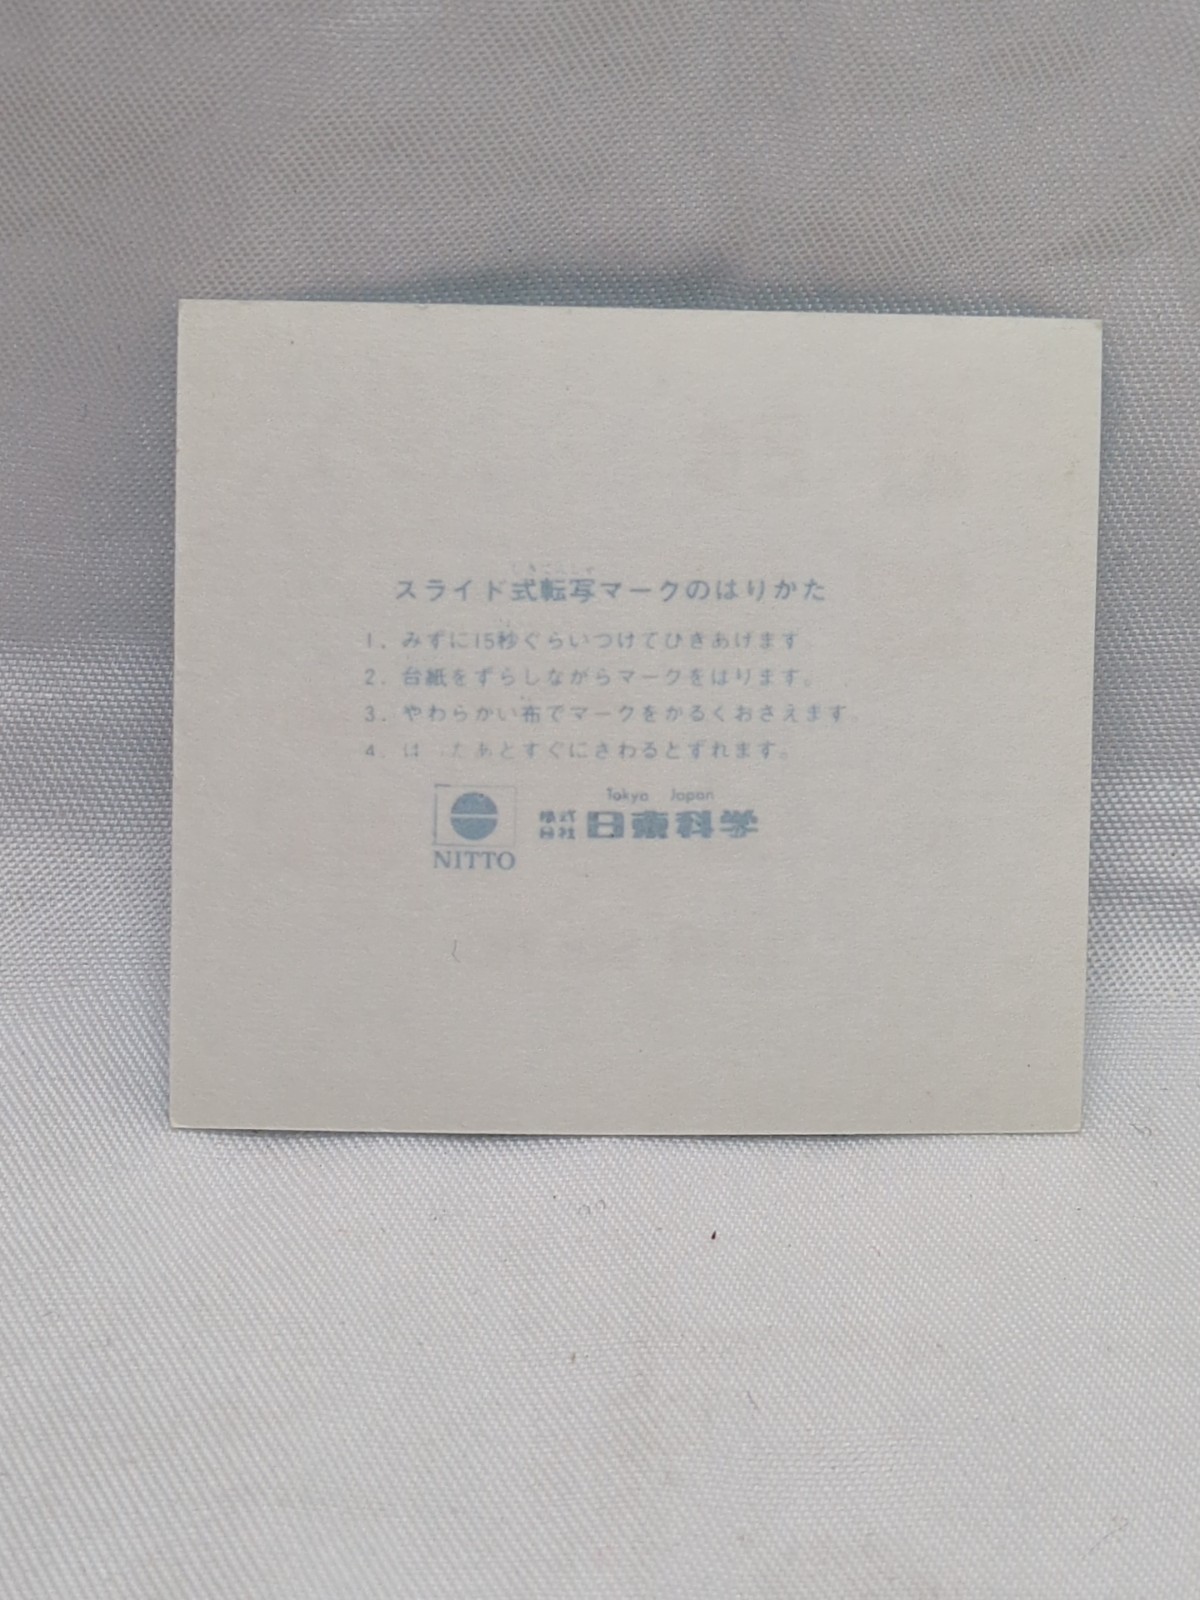 スライド式転写マークのはりかた
1. みずに15秒ぐらいつけてひきあげます
2. 台紙をずらしながらマークをはります。
3. やわらかい布でマークをかるくおさえます。
4. は たあとすぐにさわるとずれます。
Tokyo Japan
株式会社 日東科学
NITTO